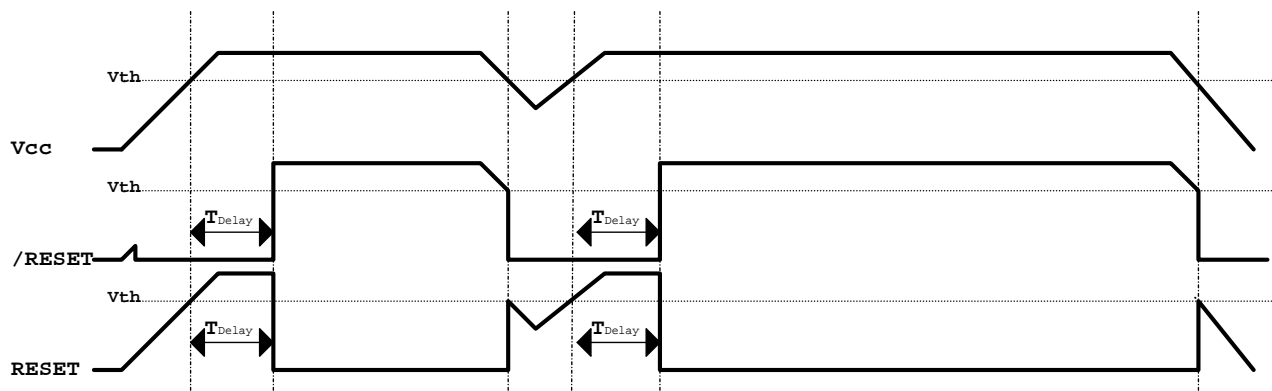 Vth
Vcc
Vth
TDelay TDelay
/RESET
Vth
TDelay TDelay
RESET